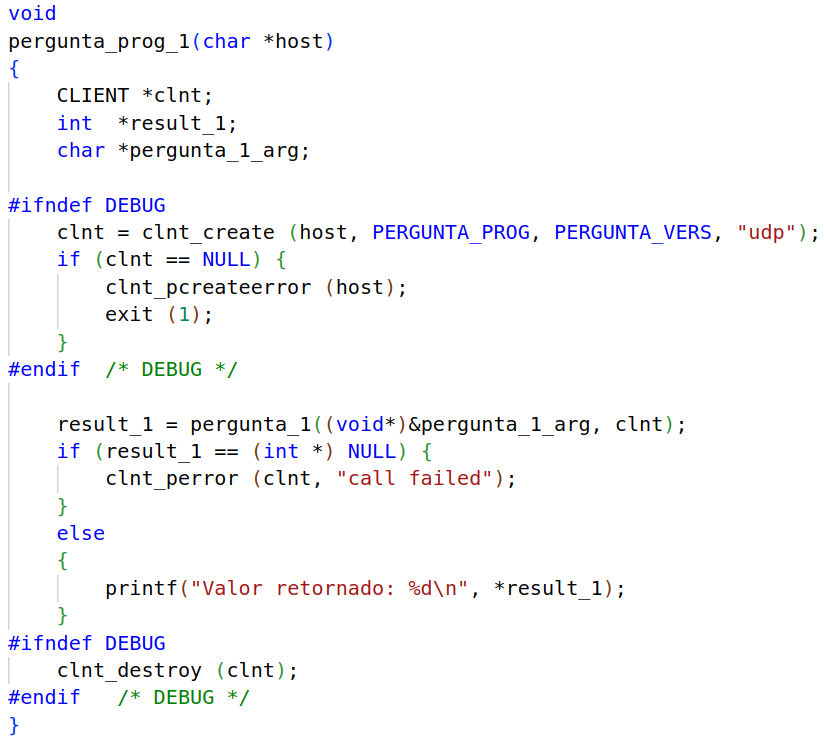 void
pergunta_prog_1(char *host)
{
    CLIENT *clnt;
    int  *result_1;
    char *pergunta_1_arg;

#ifndef DEBUG
    clnt = clnt_create (host, PERGUNTA_PROG, PERGUNTA_VERS, "udp");
    if (clnt == NULL) {
        clnt_pcreateerror (host);
        exit (1);
    }
#endif  /* DEBUG */

    result_1 = pergunta_1((void*)&pergunta_1_arg, clnt);
    if (result_1 == (int *) NULL) {
        clnt_perror (clnt, "call failed");
    }
    else
    {
        printf("Valor retornado: %d\n", *result_1);
    }
#ifndef DEBUG
    clnt_destroy (clnt);
#endif   /* DEBUG */
}